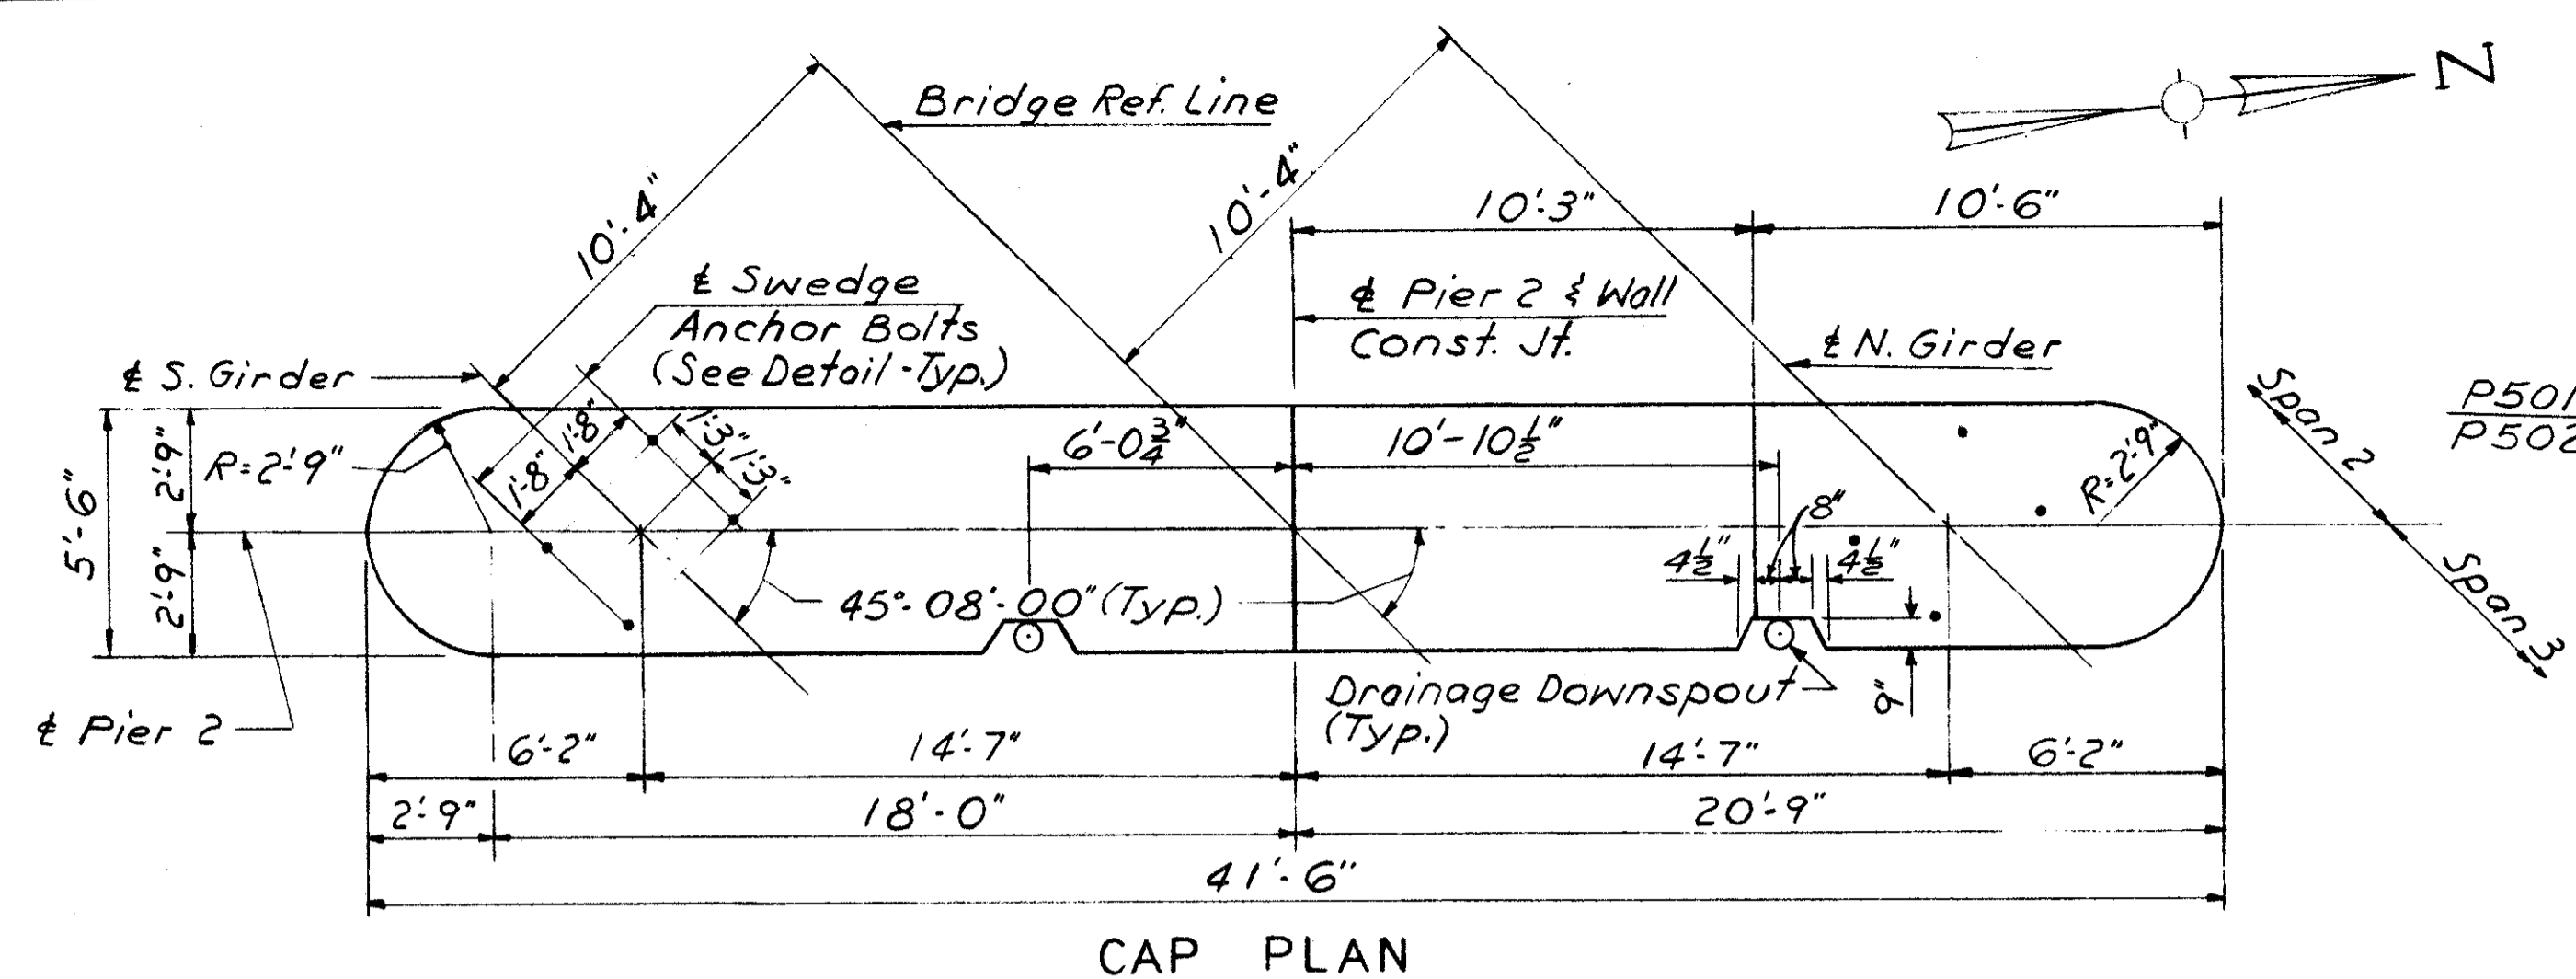 N
Bridge Ref. Line
10'-4"
10'-4"
10'-3"
10'-6"
℄ Swedge
Anchor Bolts
(See Detail-Typ.)
℄ Pier 2 & Wall
Const. Jt.
℄ S. Girder
℄ N. Girder
Span 2
Span 3
P501
P502
5'-6"
2'-9"
2'-9"
R=2'-9"
1'-8"
1'-8"
1'-3"
1'-3"
6'-0¾"
10'-10½"
R=2'-9"
8"
4½"
4½"
45°-08'-00" (Typ.)
℄ Pier 2
Drainage Downspout
(Typ.)
9"
6'-2"
14'-7"
14'-7"
6'-2"
2'-9"
18'-0"
20'-9"
41'-6"
CAP PLAN